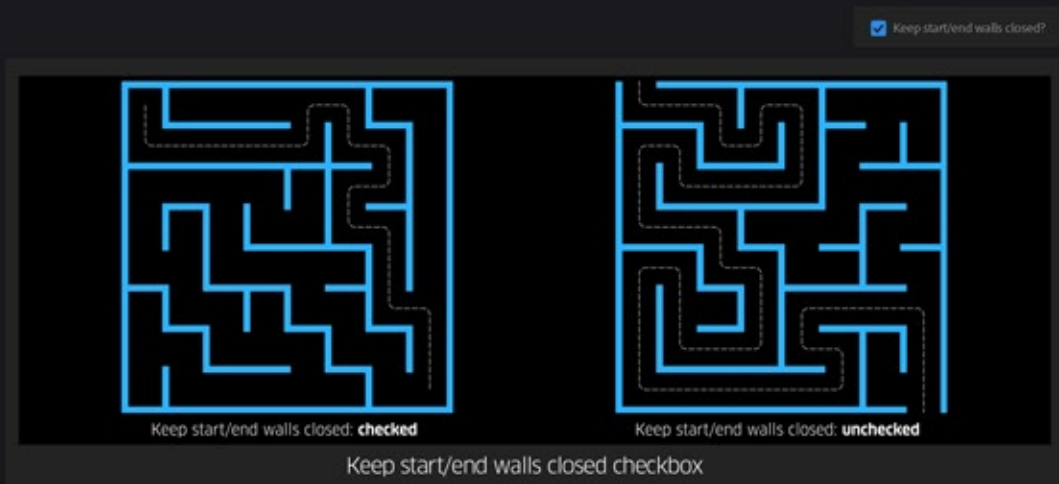 Keep start/end walls closed?
Keep start/end walls closed: checked
Keep start/end walls closed: unchecked
Keep start/end walls closed checkbox